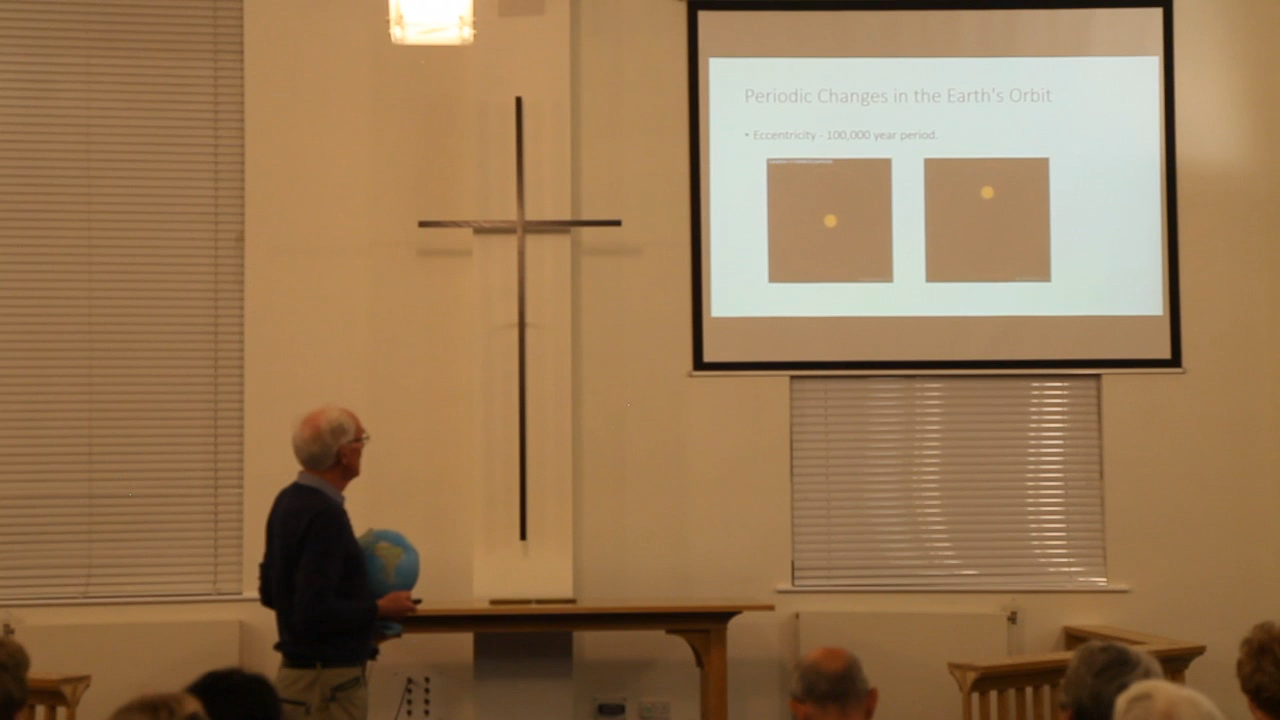 Periodic Changes in the Earth's Orbit
• Eccentricity - 100,000 year period.